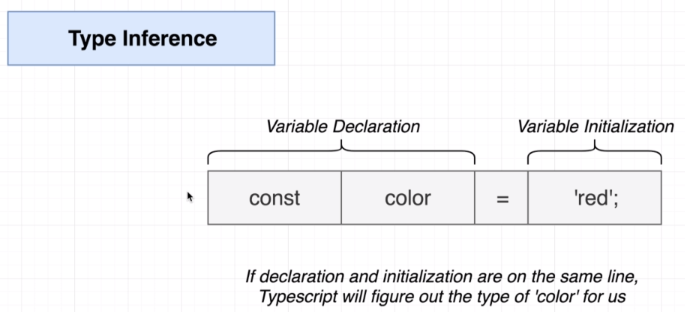 Type Inference
Variable Declaration
Variable Initialization
const color = 'red';
If declaration and initialization are on the same line,
Typescript will figure out the type of 'color' for us